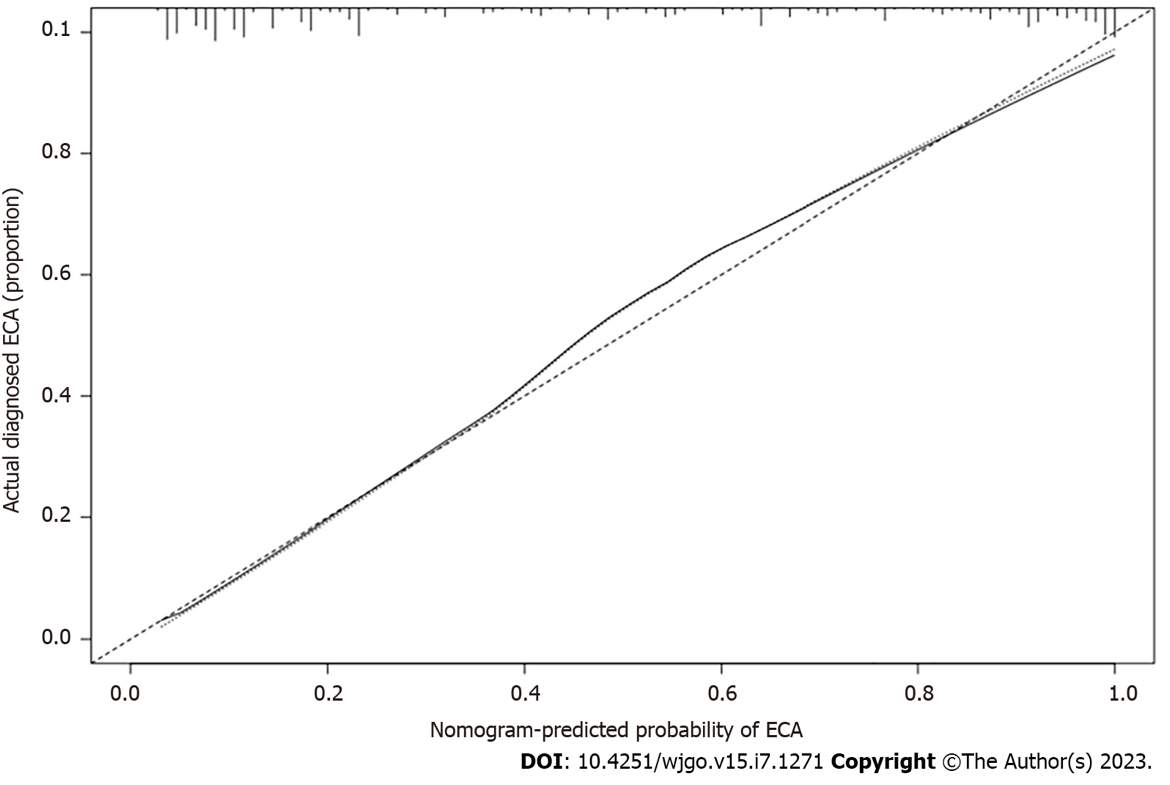 0.1
0.8
0.6
0.4
0.2
0.0
Actual diagnosed ECA (proportion)
0.0 0.2 0.4 0.6 0.8 1.0
Nomogram-predicted probability of ECA
DOI: 10.4251/wjgo.v15.i7.1271 Copyright ©The Author(s) 2023.